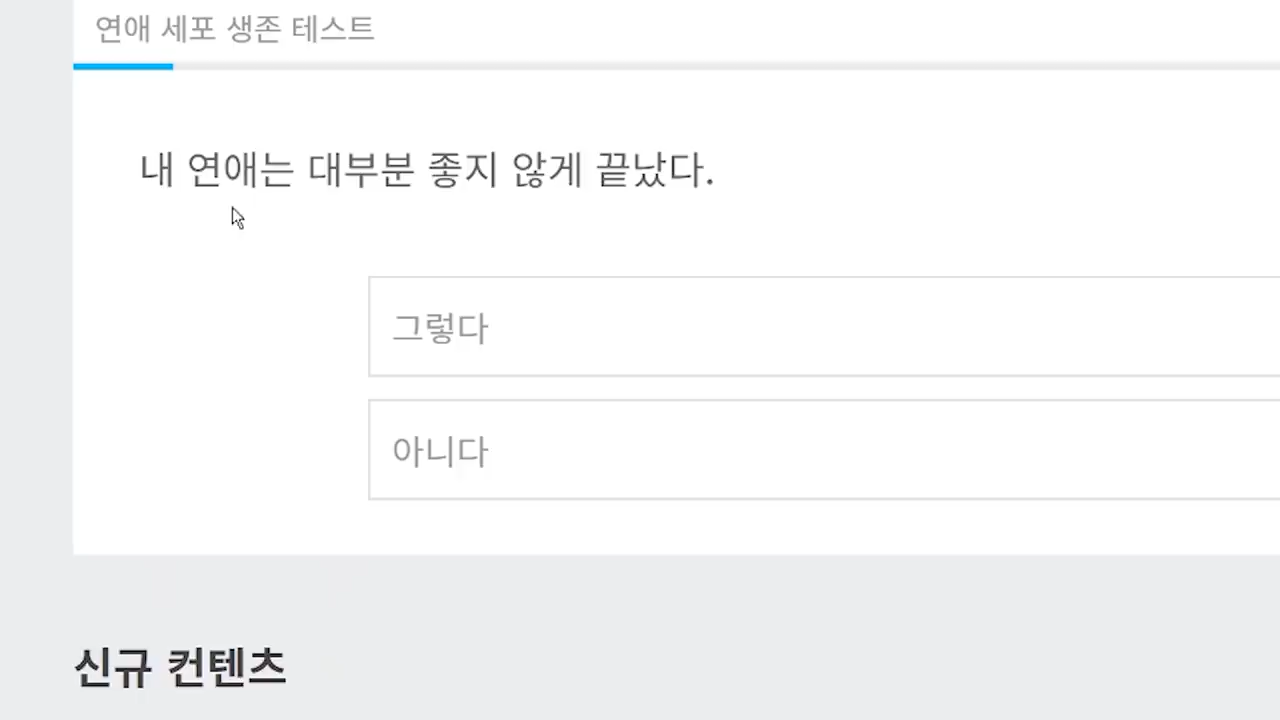 연애 세포 생존 테스트
내 연애는 대부분 좋지 않게 끝났다.
그렇다
아니다
신규 컨텐츠